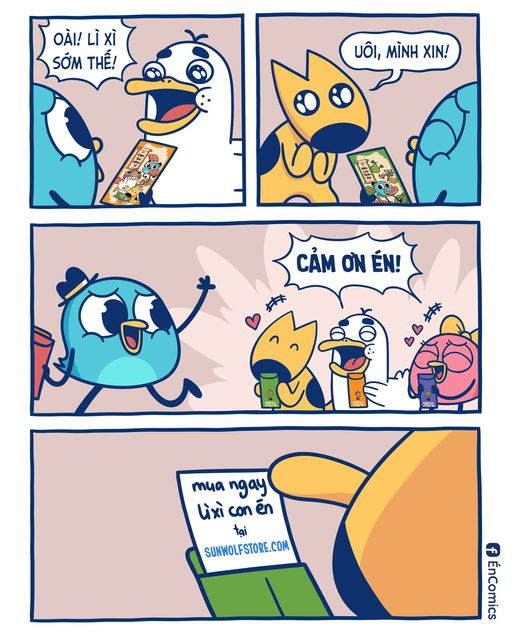 OÀI! LÌ XÌ
SỚM THẾ!
UÔI, MÌNH XIN!
CẢM ƠN ÉN!
mua ngay
lì xì con én
tại
SUNWOLFSTORE.COM
ÉnComics